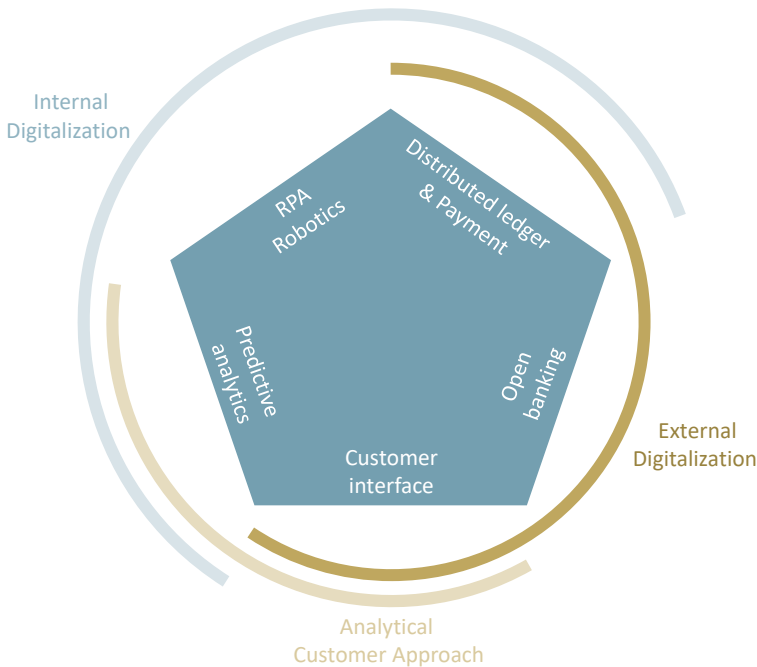 Internal
Digitalization
RPA
Robotics
Distributed ledger
& Payment
Predictive
analytics
Open
banking
Customer
interface
External
Digitalization
Analytical
Customer Approach